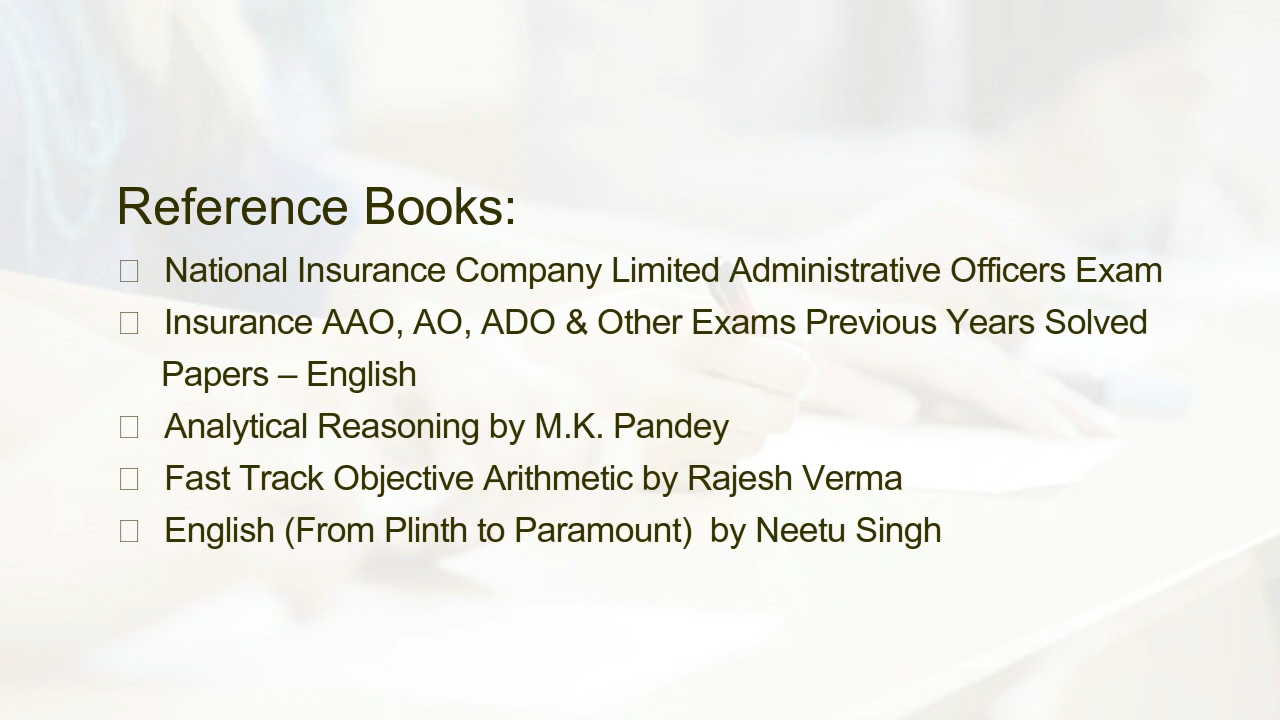 Reference Books:
□ National Insurance Company Limited Administrative Officers Exam
□ Insurance AAO, AO, ADO & Other Exams Previous Years Solved
Papers – English
□ Analytical Reasoning by M.K. Pandey
□ Fast Track Objective Arithmetic by Rajesh Verma
□ English (From Plinth to Paramount)  by Neetu Singh